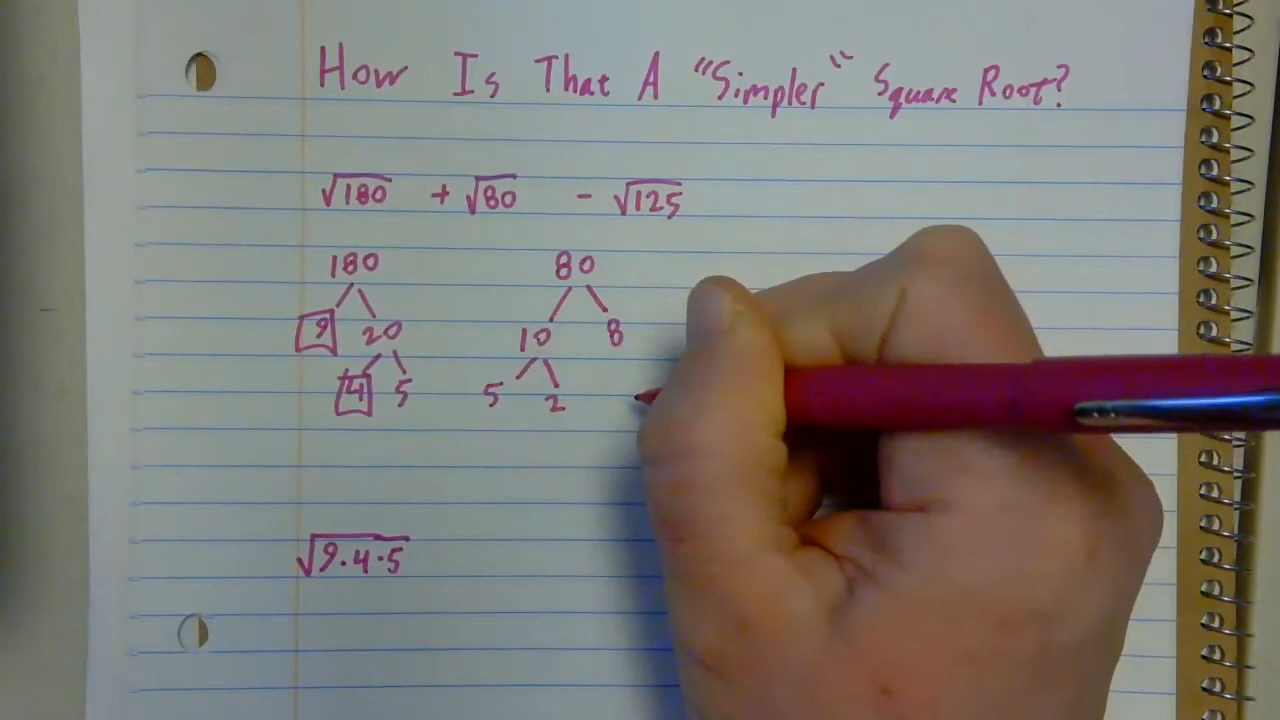 How Is That A "Simpler" Square Root?
√180 + √80 - √125
180 80
9 20 10 8
4 5 5 2
√9·4·5